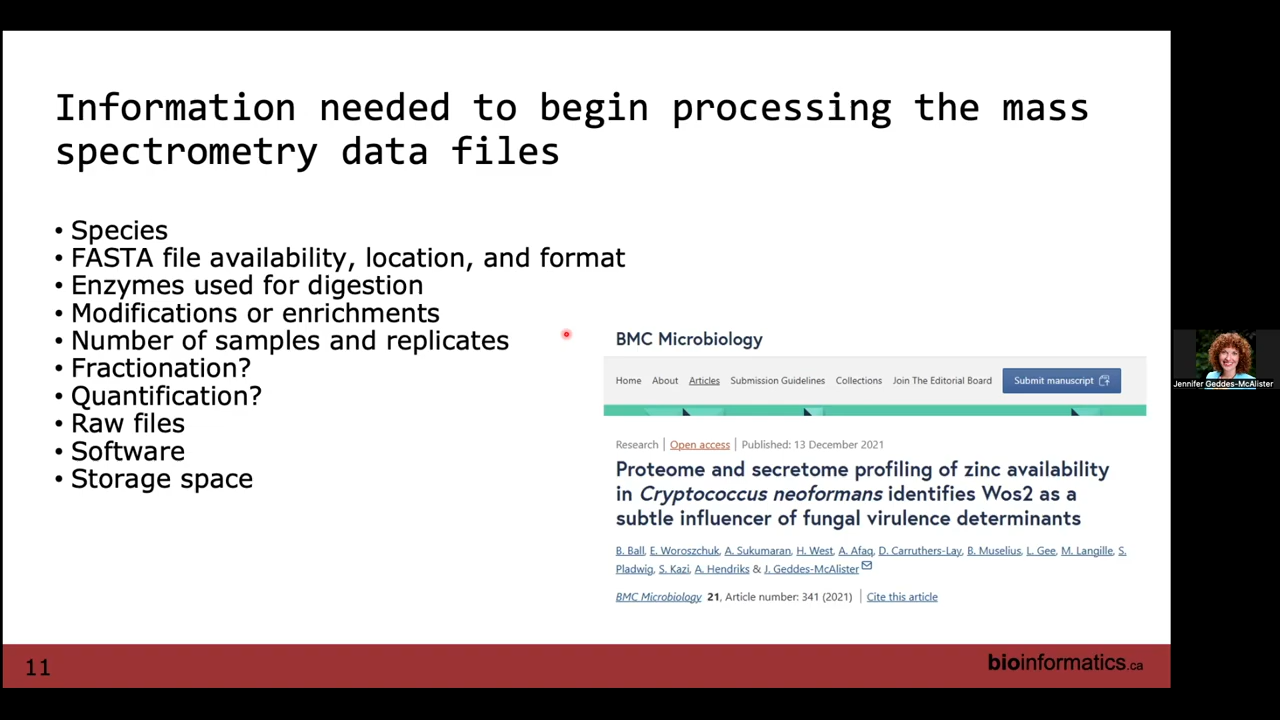 Information needed to begin processing the mass
spectrometry data files
• Species
• FASTA file availability, location, and format
• Enzymes used for digestion
• Modifications or enrichments
• Number of samples and replicates
• Fractionation?
• Quantification?
• Raw files
• Software
• Storage space
BMC Microbiology
Home About Articles Submission Guidelines Collections Join The Editorial Board Submit manuscript
Research | Open access | Published: 13 December 2021
Proteome and secretome profiling of zinc availability
in Cryptococcus neoformans identifies Wos2 as a
subtle influencer of fungal virulence determinants
B. Ball, E. Woroszchuk, A. Sukumaran, H. West, A. Afaq, D. Carruthers-Lay, B. Muselius, L. Gee, M. Langille, S.
Pladwig, S. Kazi, A. Hendriks & J. Geddes-McAlister
BMC Microbiology 21, Article number: 341 (2021) | Cite this article
Jennifer Geddes-McAlister
11
bioinformatics.ca